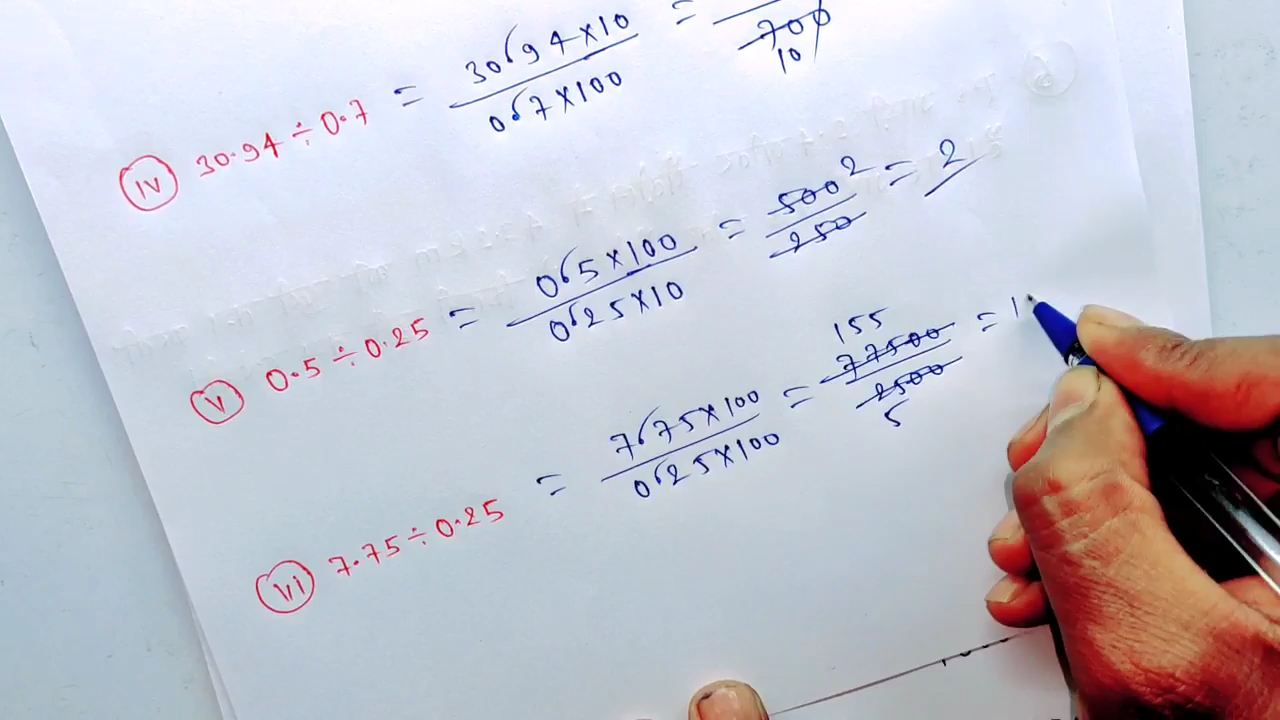 (iv) 30.94 ÷ 0.7 = 30.94×10 / 0.7×100 = 700 10
(v) 0.5 ÷ 0.25 = 0.5×100 / 0.25×10 = 500 2 / 250 = 2
(vi) 7.75 ÷ 0.25 = 7.75×100 / 0.25×100 = 155 77500 / 2500 5 = 1